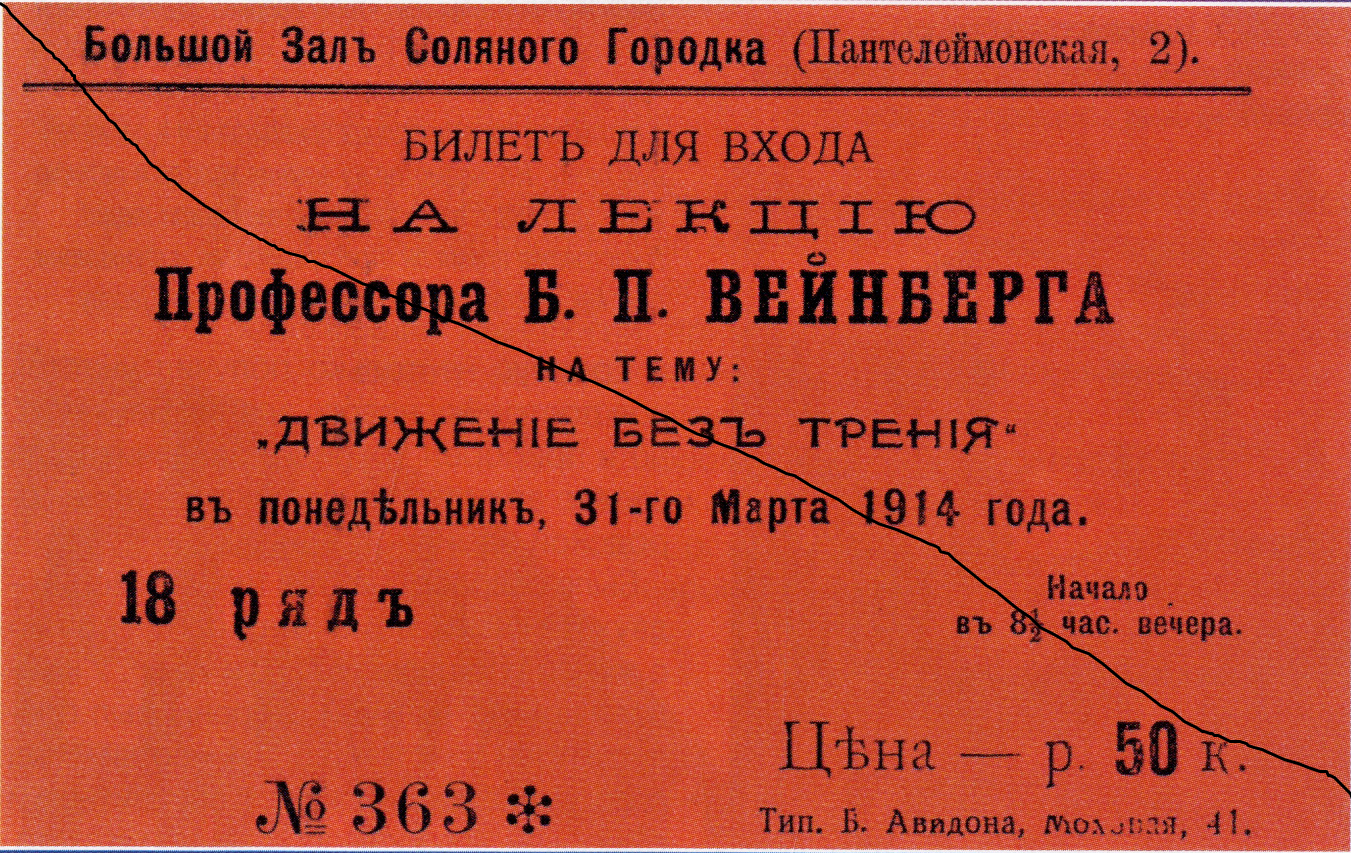 Большой Залъ Соляного Городка (Пантелеймонская, 2).
БИЛЕТЪ ДЛЯ ВХОДА
НА ЛЕКЦІЮ
Профессора Б. П. ВЕЙНБЕРГА
НА ТЕМУ:
„ДВИЖЕНІЕ БЕЗЪ ТРЕНІЯ“
въ понедѣльникъ, 31-го Марта 1914 года.
18 рядъ
Начало
въ 8½ час. вечера.
Цѣна — р. 50 к.
№ 363
Тип. Б. Авидона, Моховая, 41.